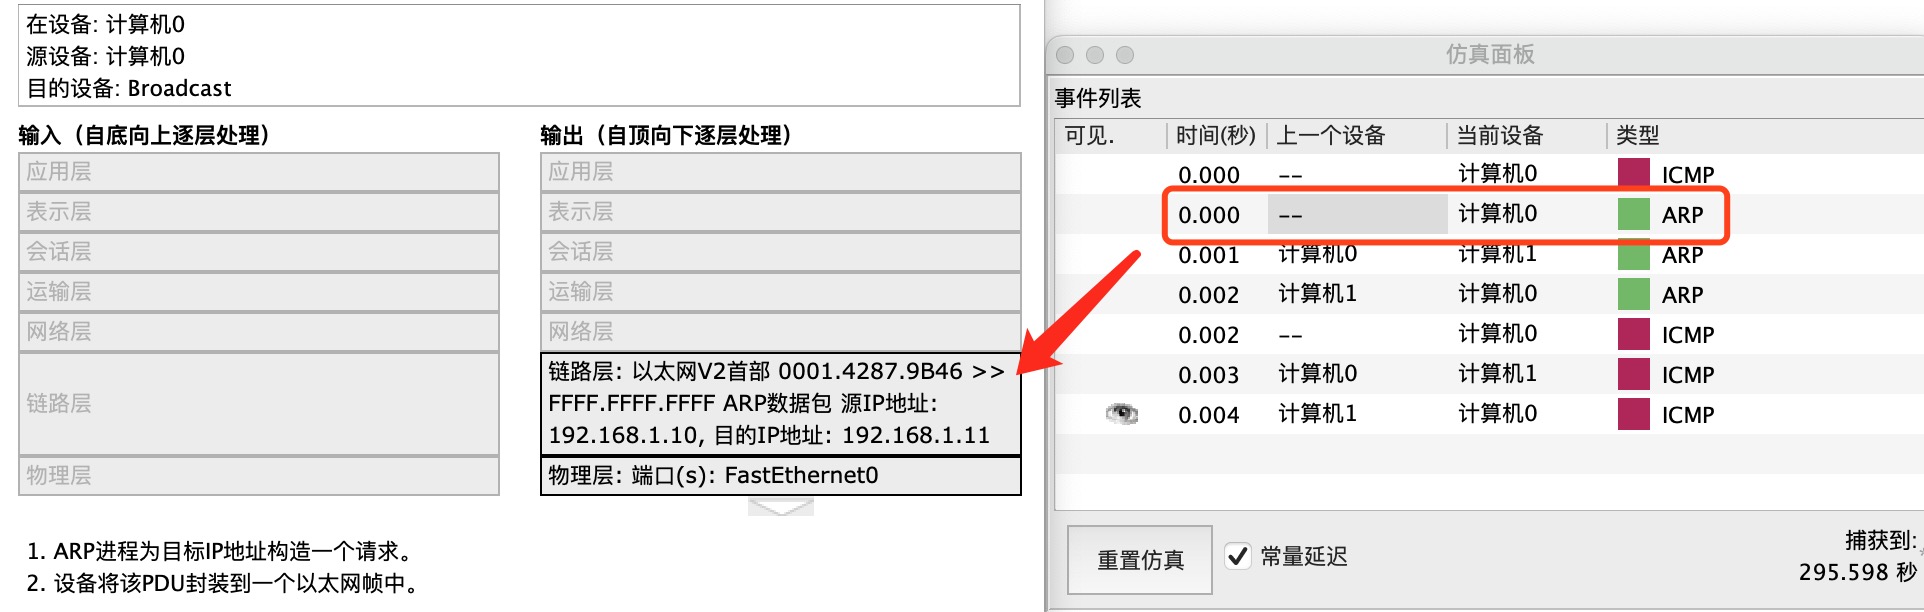 在设备: 计算机0
源设备: 计算机0
目的设备: Broadcast
输入（自底向上逐层处理）
应用层
表示层
会话层
运输层
网络层
链路层
物理层
输出（自顶向下逐层处理）
应用层
表示层
会话层
运输层
网络层
链路层: 以太网V2首部 0001.4287.9B46 >>
FFFF.FFFF.FFFF ARP数据包 源IP地址:
192.168.1.10, 目的IP地址: 192.168.1.11
物理层: 端口(s): FastEthernet0
1. ARP进程为目标IP地址构造一个请求。
2. 设备将该PDU封装到一个以太网帧中。
仿真面板
事件列表
可见. 时间(秒) 上一个设备 当前设备 类型
0.000 -- 计算机0 ICMP
0.000 -- 计算机0 ARP
0.001 计算机0 计算机1 ARP
0.002 计算机1 计算机0 ARP
0.002 -- 计算机0 ICMP
0.003 计算机0 计算机1 ICMP
0.004 计算机1 计算机0 ICMP
重置仿真
常量延迟
捕获到:
295.598 秒